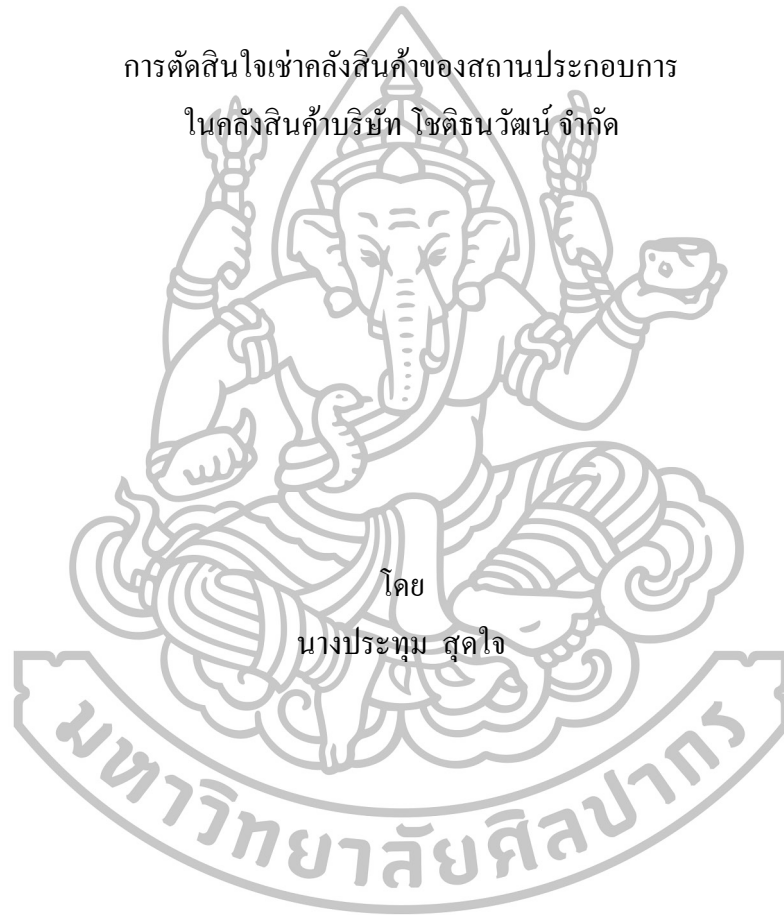 การตัดสินใจเช่าคลังสินค้าของสถานประกอบการ
ในคลังสินค้าบริษัท โชติธนวัฒน์ จำกัด
โดย
นางประทุม สุดใจ
มหาวิทยาลัยศิลปากร